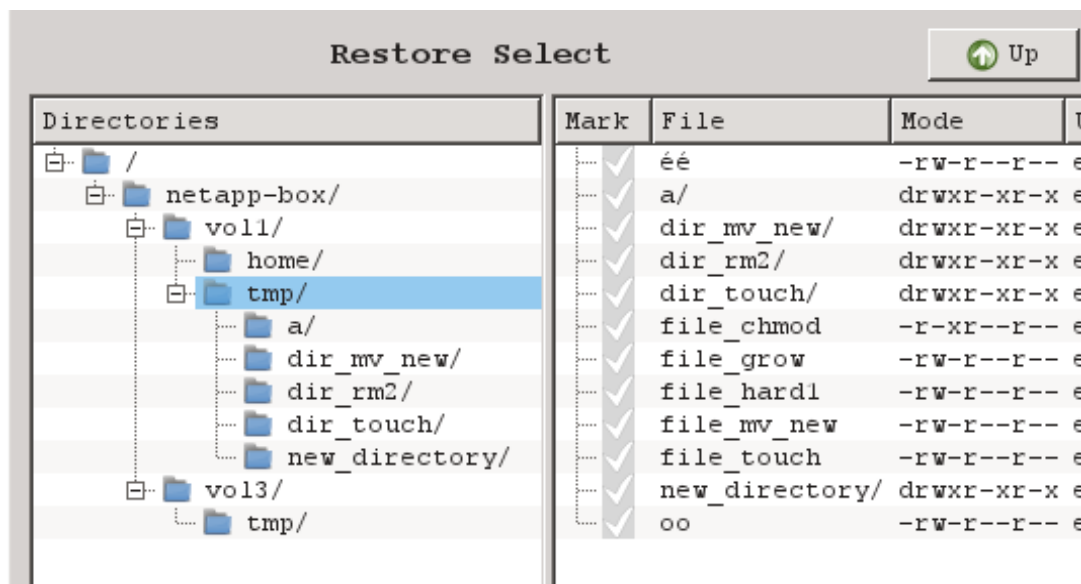 Restore Select
Up
Directories
/
netapp-box/
vol1/
home/
tmp/
a/
dir_mv_new/
dir_rm2/
dir_touch/
new_directory/
vol3/
tmp/
Mark File Mode
éé -rw-r--r--
a/ drwxr-xr-x
dir_mv_new/ drwxr-xr-x
dir_rm2/ drwxr-xr-x
dir_touch/ drwxr-xr-x
file_chmod -r-xr--r--
file_grow -rw-r--r--
file_hard1 -rw-r--r--
file_mv_new -rw-r--r--
file_touch -rw-r--r--
new_directory/ drwxr-xr-x
oo -rw-r--r--